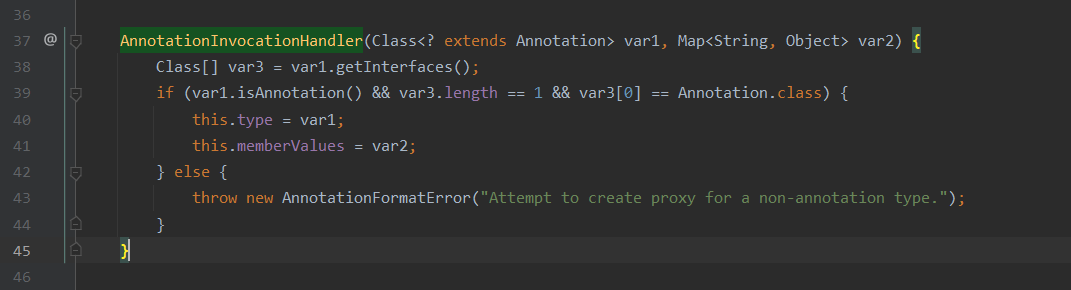 36
37 @ AnnotationInvocationHandler(Class<? extends Annotation> var1, Map<String, Object> var2) {
38 Class[] var3 = var1.getInterfaces();
39 if (var1.isAnnotation() && var3.length == 1 && var3[0] == Annotation.class) {
40 this.type = var1;
41 this.memberValues = var2;
42 } else {
43 throw new AnnotationFormatError("Attempt to create proxy for a non-annotation type.");
44 }
45 }
46